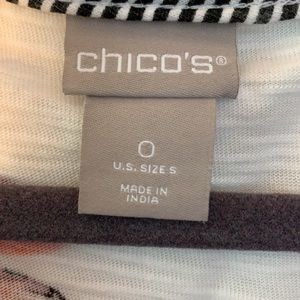 chico's®
0
U.S. SIZE S
MADE IN
INDIA